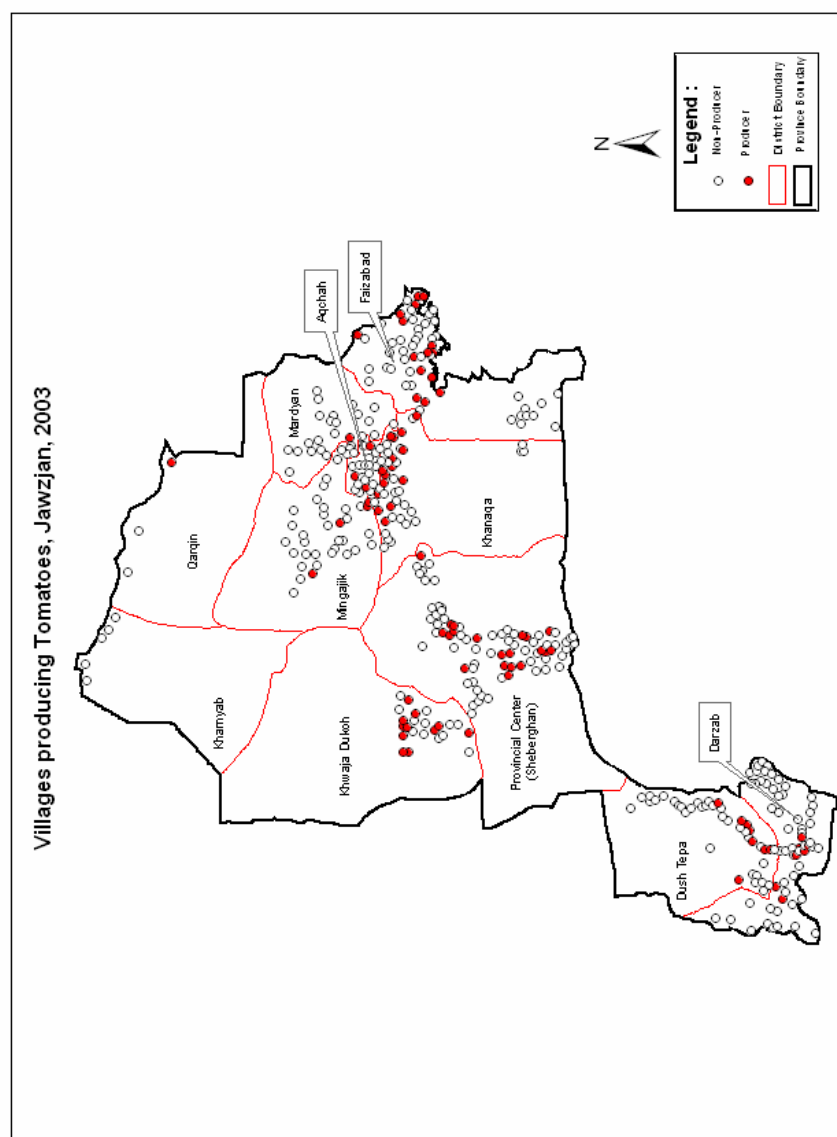 Villages producing Tomatoes, Jawzjan, 2003
Qarqin
Mardyan
Aqchah
Faizabad
Khamyab
Mingajik
Khwaja Dukoh
Khanaqa
Provincial Center
(Sheberghan)
Dush Tepa
Darzab
N
Legend :
Non-Producer
Producer
District Boundary
Province Boundary